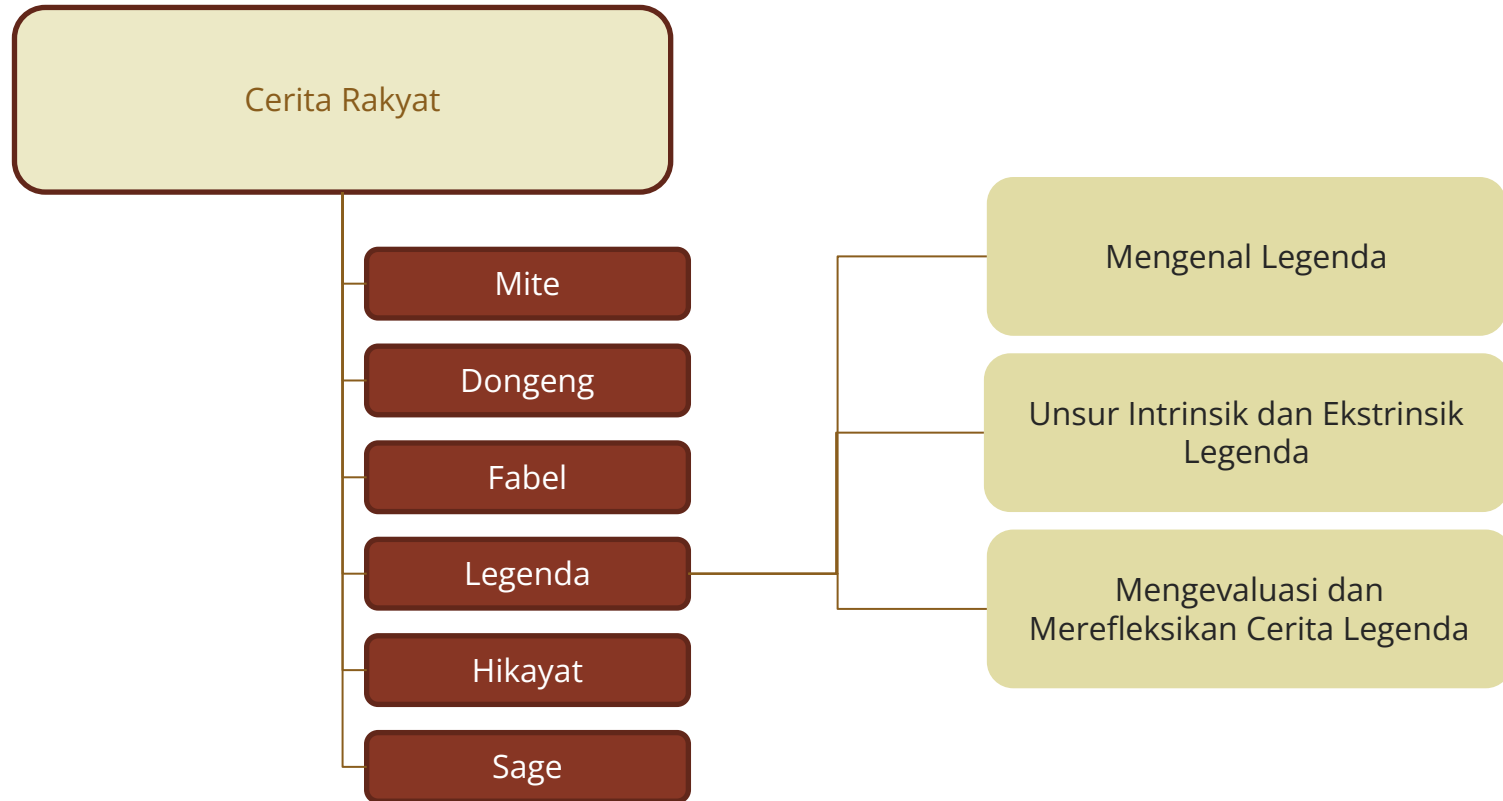 Cerita Rakyat
Mite
Dongeng
Fabel
Legenda
Hikayat
Sage
Mengenal Legenda
Unsur Intrinsik dan Ekstrinsik
Legenda
Mengevaluasi dan
Merefleksikan Cerita Legenda